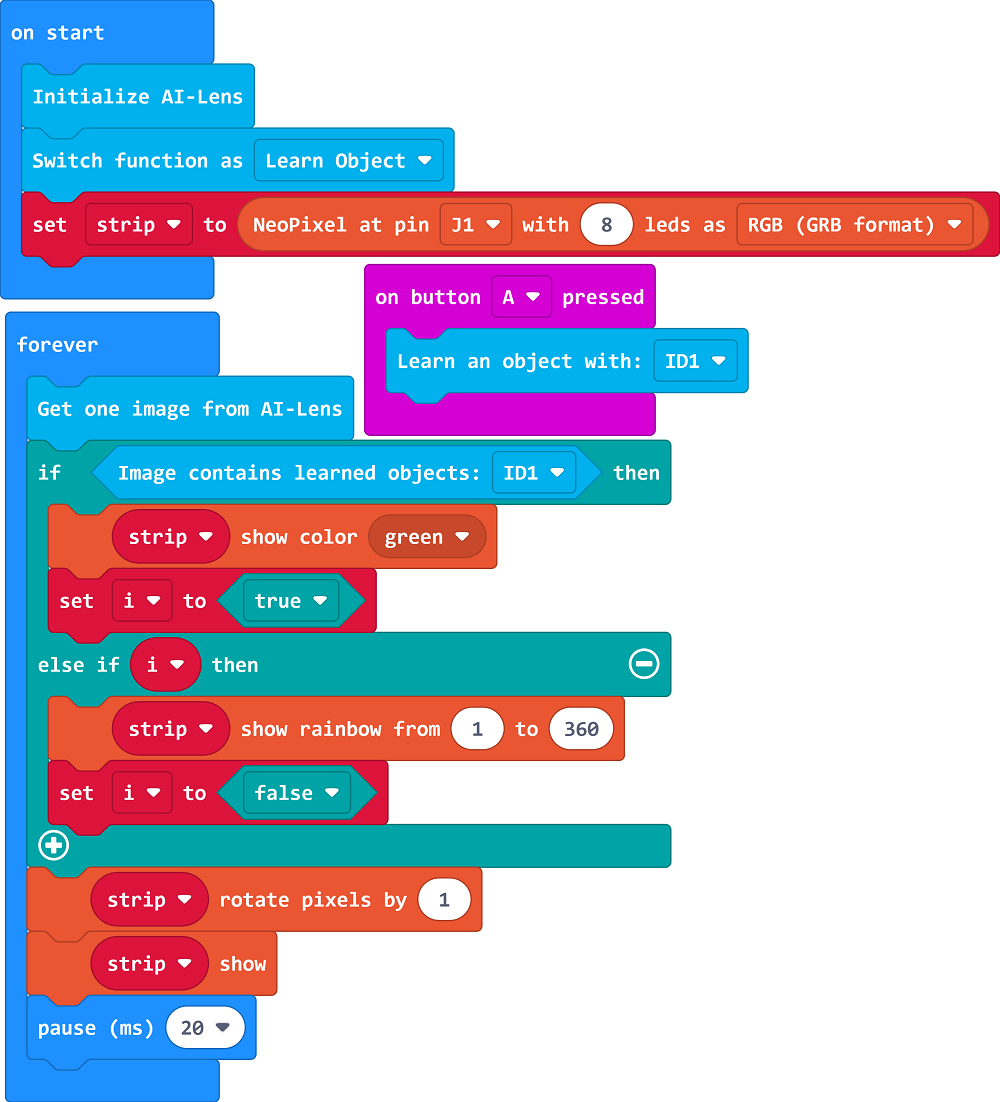 on start
Initialize AI-Lens
Switch function as Learn Object
set strip to NeoPixel at pin J1 with 8 leds as RGB (GRB format)
on button A pressed
Learn an object with: ID1
forever
Get one image from AI-Lens
if Image contains learned objects: ID1 then
strip show color green
set i to true
else if i then
strip show rainbow from 1 to 360
set i to false
strip rotate pixels by 1
strip show
pause (ms) 20